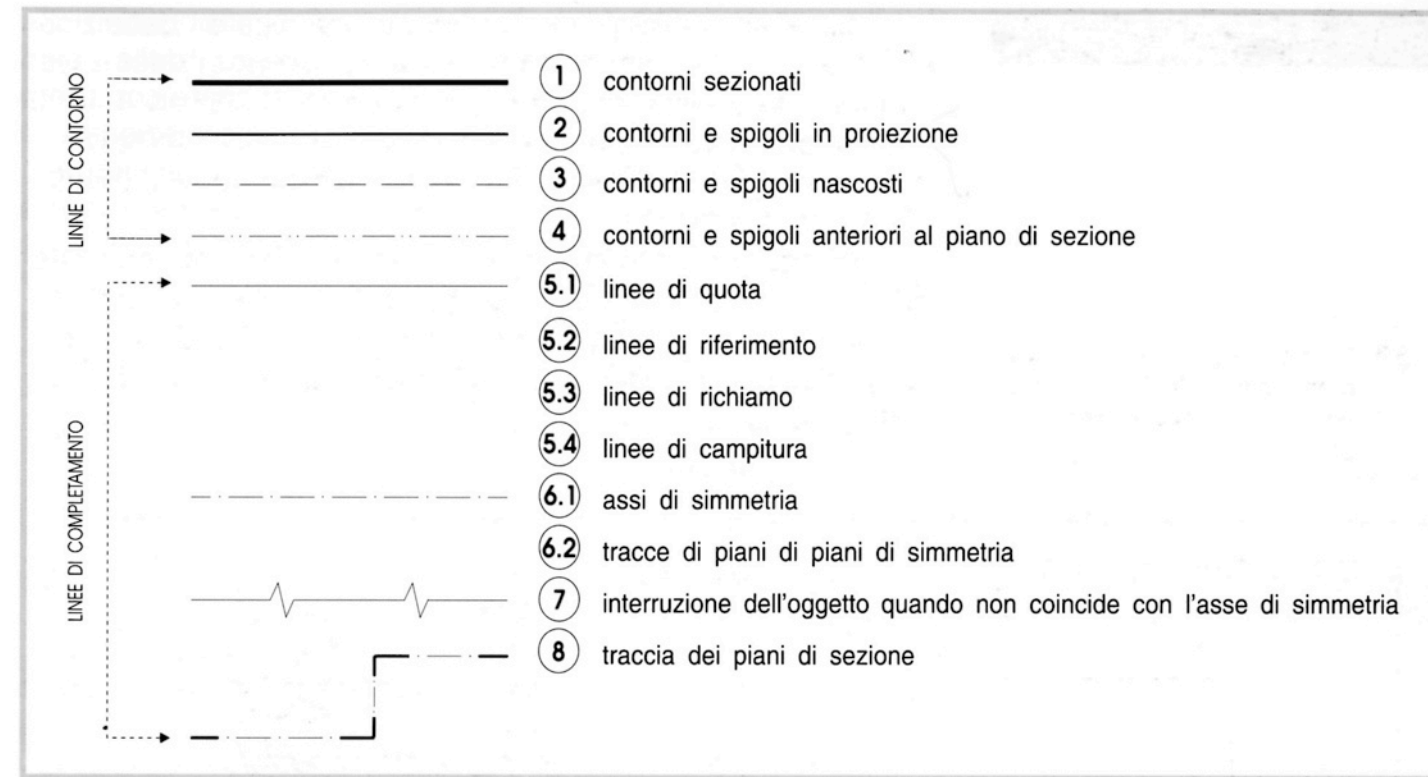 LINNE DI CONTORNO
1 contorni sezionati
2 contorni e spigoli in proiezione
3 contorni e spigoli nascosti
4 contorni e spigoli anteriori al piano di sezione
LINEE DI COMPLETAMENTO
5.1 linee di quota
5.2 linee di riferimento
5.3 linee di richiamo
5.4 linee di campitura
6.1 assi di simmetria
6.2 tracce di piani di piani di simmetria
7 interruzione dell'oggetto quando non coincide con l'asse di simmetria
8 traccia dei piani di sezione